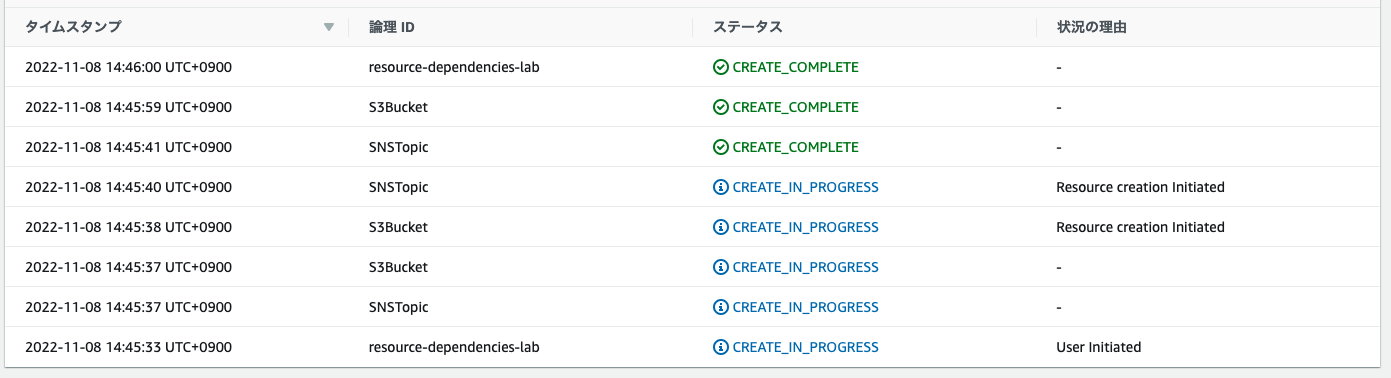 タイムスタンプ 論理 ID ステータス 状況の理由
2022-11-08 14:46:00 UTC+0900 resource-dependencies-lab CREATE_COMPLETE -
2022-11-08 14:45:59 UTC+0900 S3Bucket CREATE_COMPLETE -
2022-11-08 14:45:41 UTC+0900 SNSTopic CREATE_COMPLETE -
2022-11-08 14:45:40 UTC+0900 SNSTopic CREATE_IN_PROGRESS Resource creation Initiated
2022-11-08 14:45:38 UTC+0900 S3Bucket CREATE_IN_PROGRESS Resource creation Initiated
2022-11-08 14:45:37 UTC+0900 S3Bucket CREATE_IN_PROGRESS -
2022-11-08 14:45:37 UTC+0900 SNSTopic CREATE_IN_PROGRESS -
2022-11-08 14:45:33 UTC+0900 resource-dependencies-lab CREATE_IN_PROGRESS User Initiated